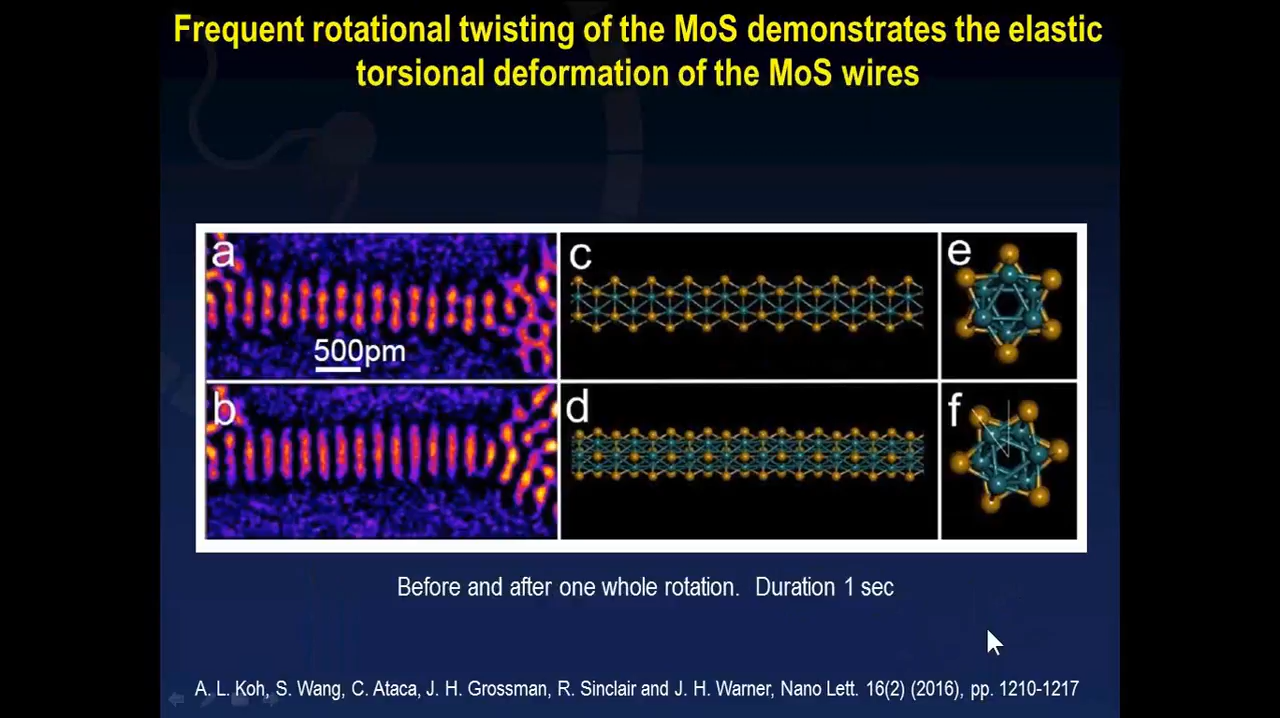 Frequent rotational twisting of the MoS demonstrates the elastic
torsional deformation of the MoS wires
a
c
e
500pm
b
d
f
Before and after one whole rotation. Duration 1 sec
A. L. Koh, S. Wang, C. Ataca, J. H. Grossman, R. Sinclair and J. H. Warner, Nano Lett. 16(2) (2016), pp. 1210-1217